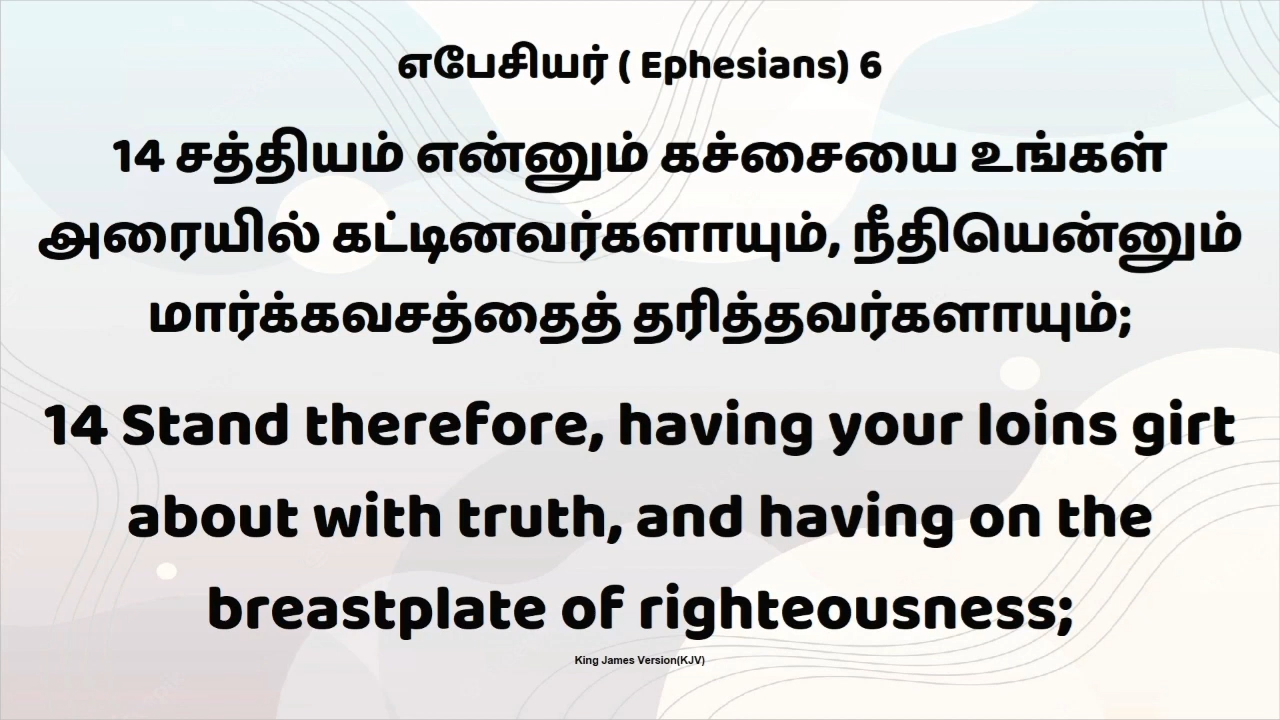 எபேசியர் ( Ephesians) 6
14 சத்தியம் என்னும் கச்சையை உங்கள்
அரையில் கட்டினவர்களாயும், நீதியென்னும்
மார்க்கவசத்தைத் தரித்தவர்களாயும்;
14 Stand therefore, having your loins girt
about with truth, and having on the
breastplate of righteousness;
King James Version(KJV)